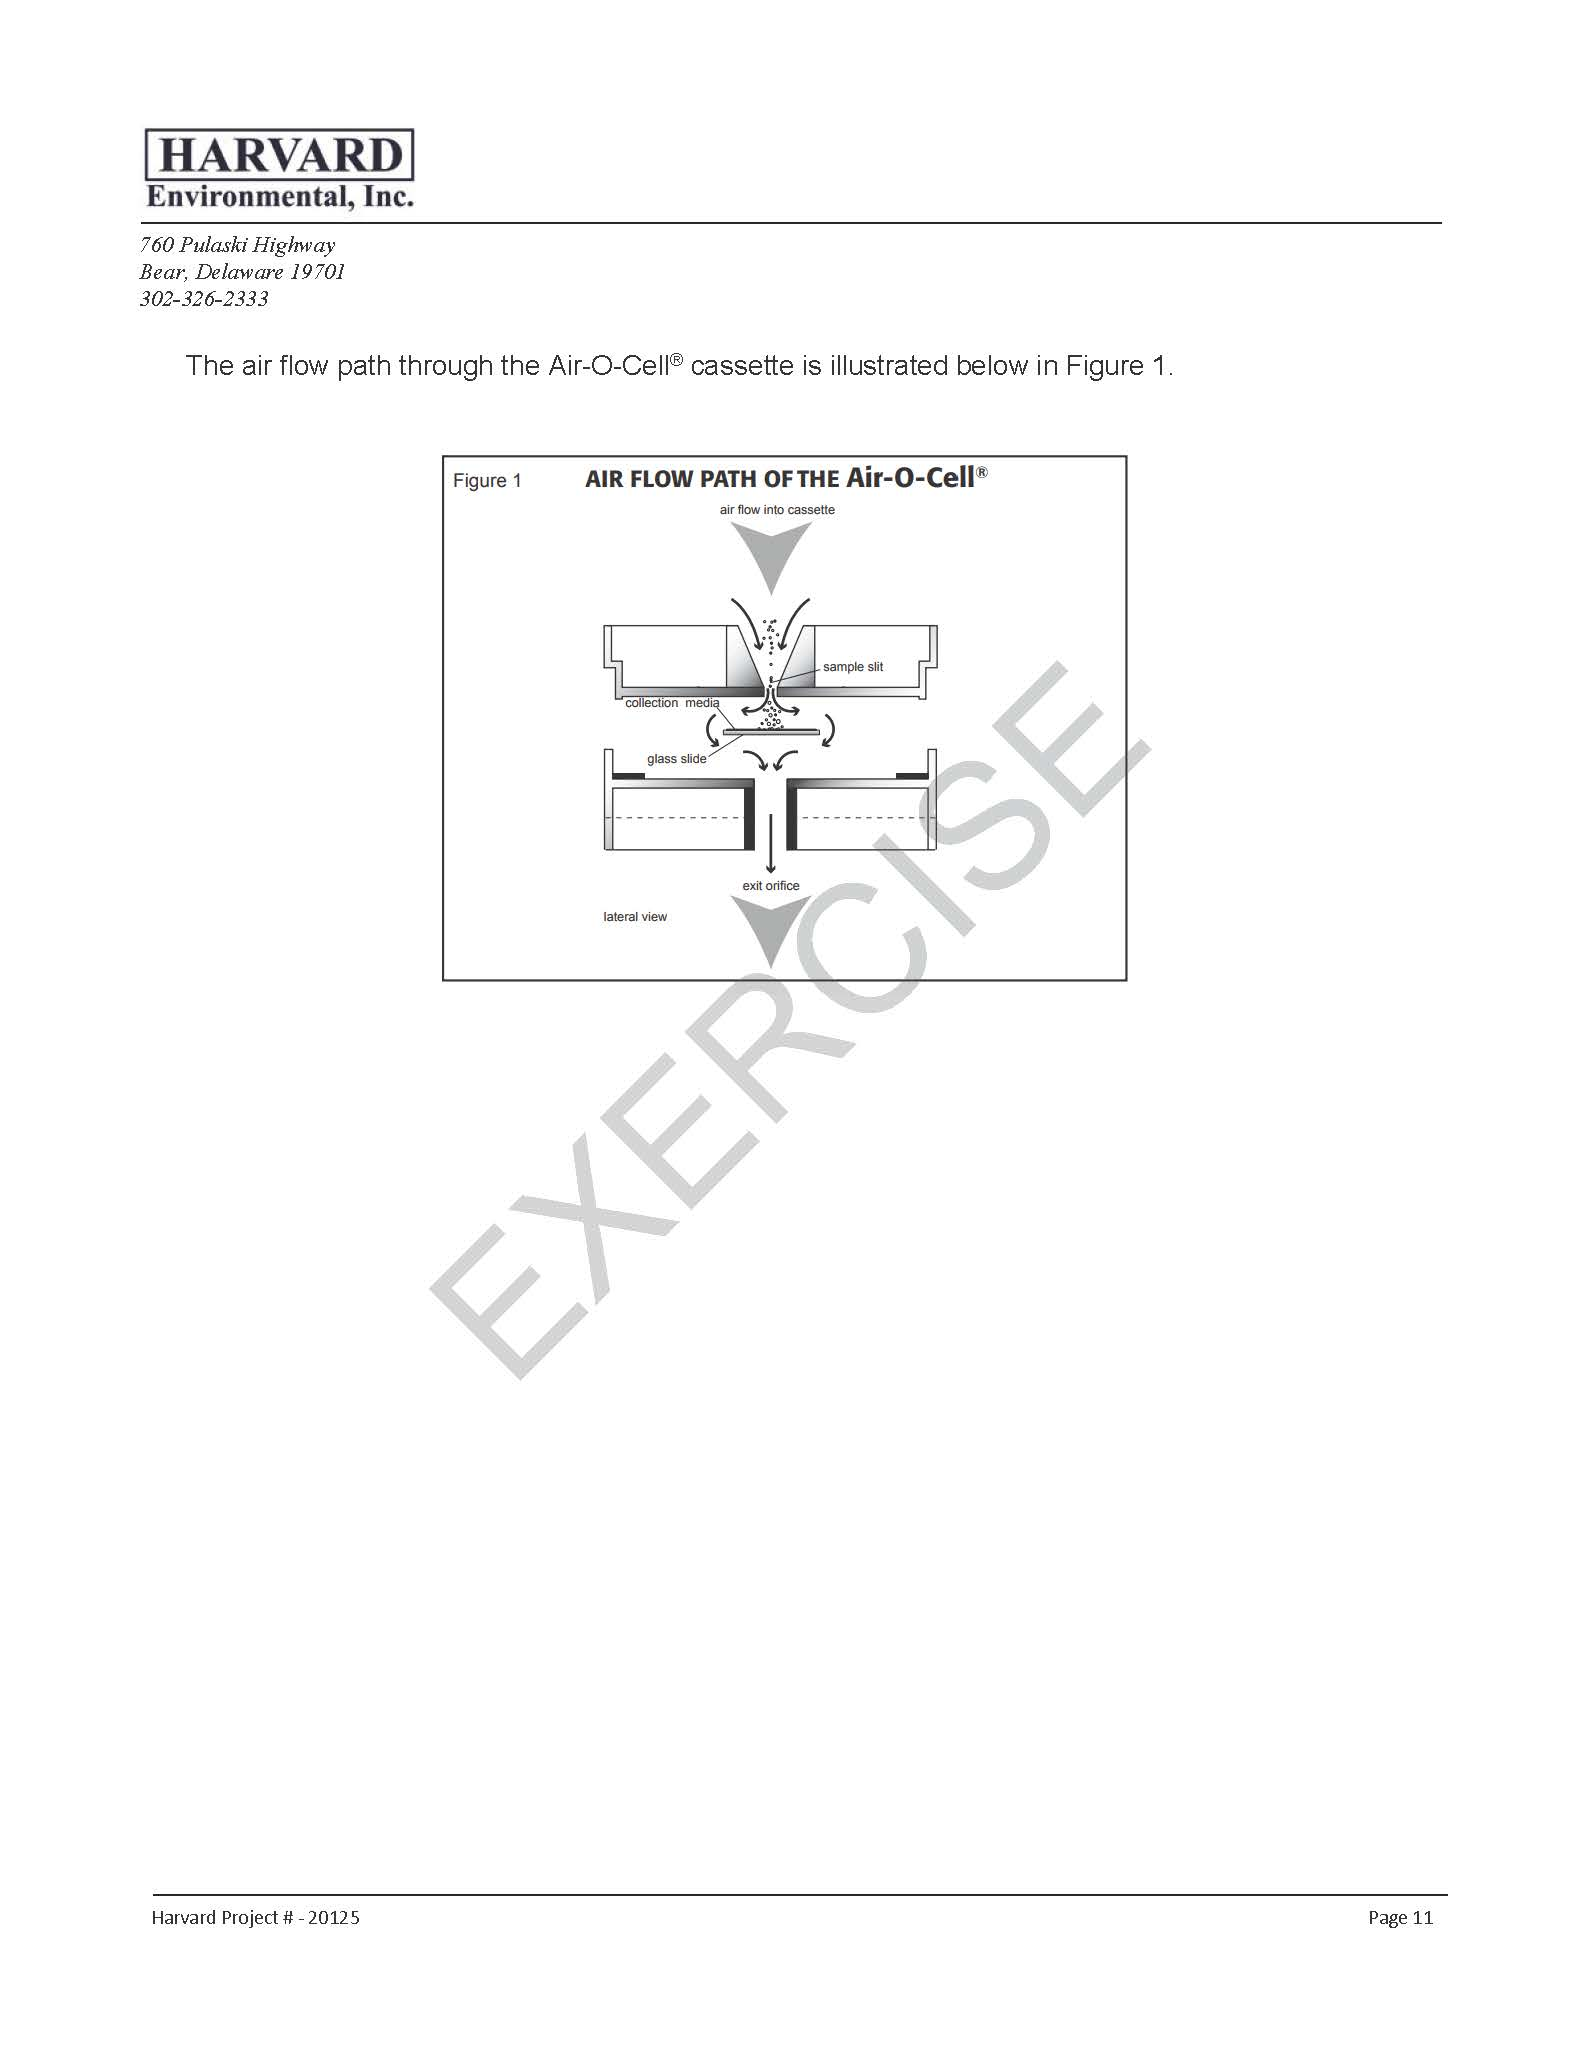 HARVARD
Environmental, Inc.
760 Pulaski Highway
Bear, Delaware 19701
302-326-2333
The air flow path through the Air-O-Cell® cassette is illustrated below in Figure 1.
Figure 1
AIR FLOW PATH OF THE Air-O-Cell®
air flow into cassette
sample slit
collection media
glass slide
exit orifice
lateral view
EXERCISE
Harvard Project # - 20125
Page 11